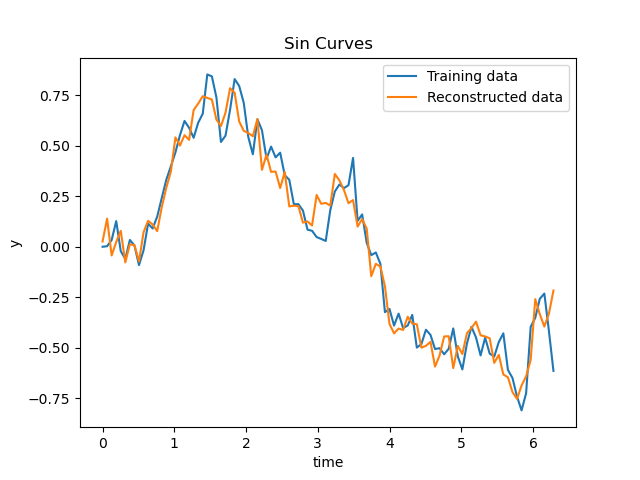 Sin Curves
Training data
Reconstructed data
0.75
0.50
0.25
0.00
−0.25
−0.50
−0.75
y
0 1 2 3 4 5 6
time